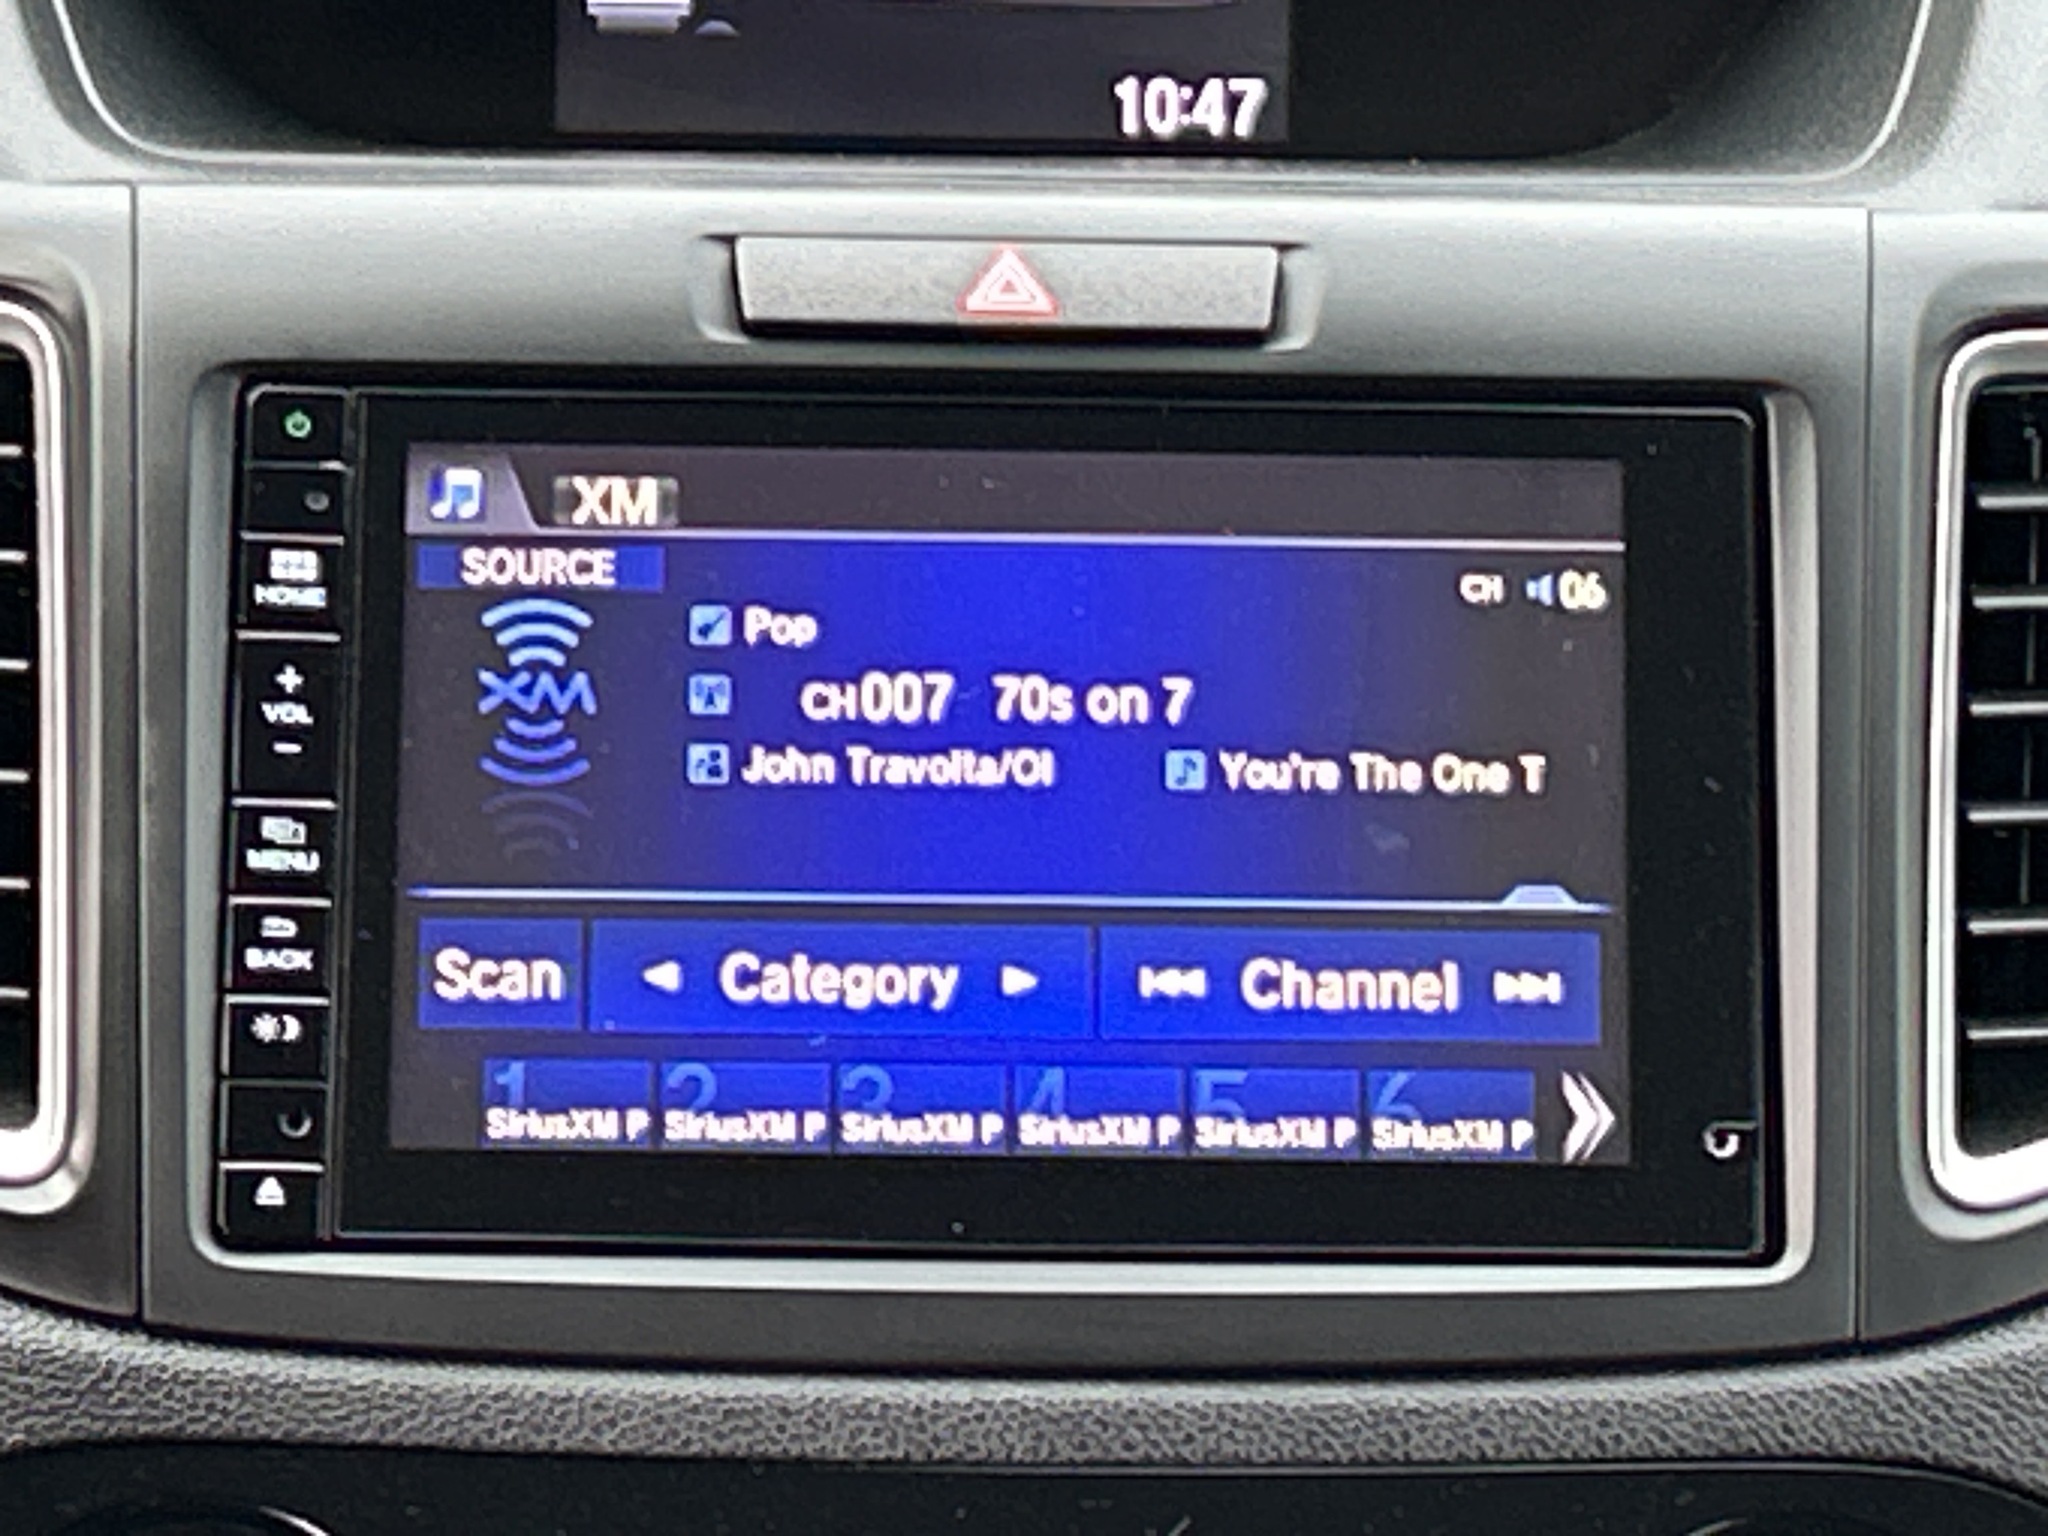 10:47
XM
SOURCE
CH 06
Pop
XM
CH007 70s on 7
John Travolta/Ol
You're The One T
Scan
Category
Channel
1 2 3 4 5 6
SiriusXM P SiriusXM P SiriusXM P SiriusXM P SiriusXM P SiriusXM P
HOME
+
VOL
-
MENU
BACK